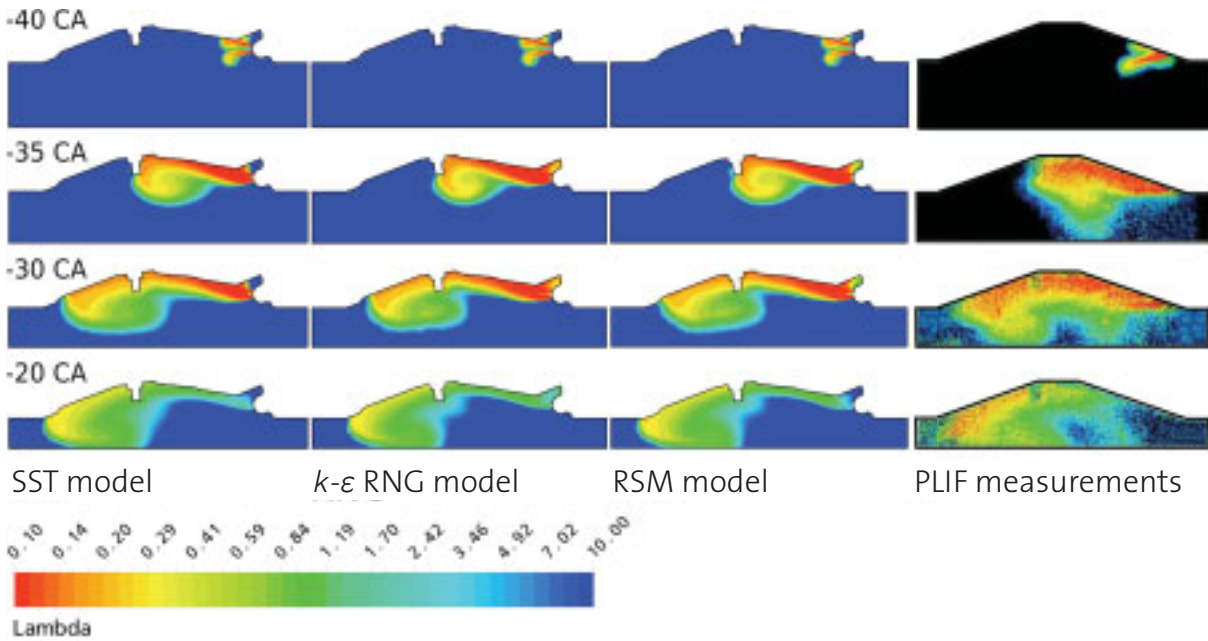 -40 CA
-35 CA
-30 CA
-20 CA
SST model k-ε RNG model RSM model PLIF measurements
0.10 0.14 0.20 0.29 0.41 0.59 0.84 1.19 1.70 2.42 3.46 4.92 7.02 10.00
Lambda